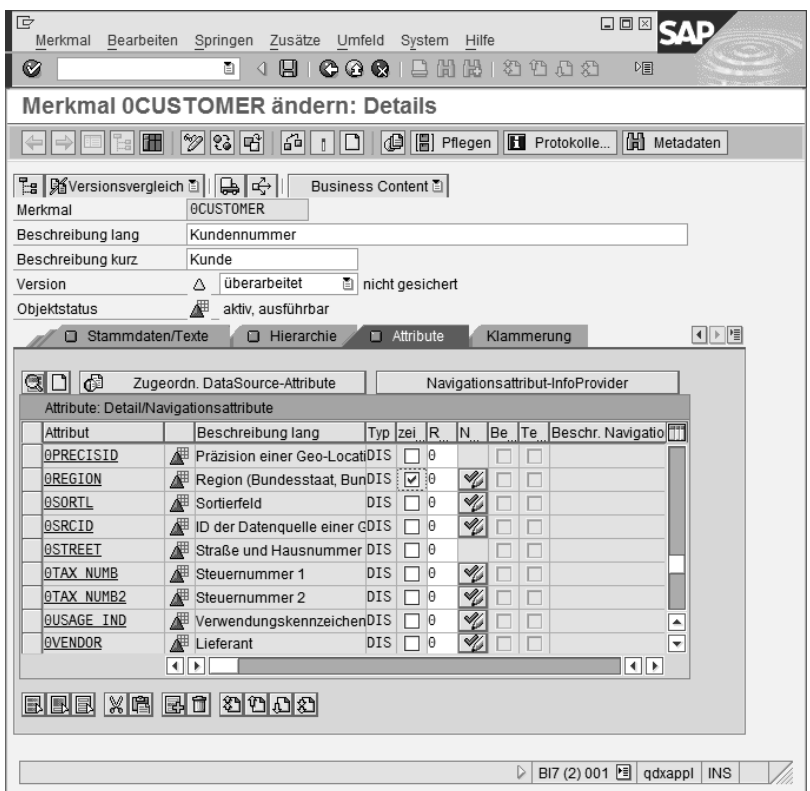 Merkmal Bearbeiten Springen Zusätze Umfeld System Hilfe
SAP
Merkmal 0CUSTOMER ändern: Details
Pflegen Protokolle... Metadaten
Versionsvergleich Business Content
Merkmal 0CUSTOMER
Beschreibung lang Kundennummer
Beschreibung kurz Kunde
Version überarbeitet nicht gesichert
Objektstatus aktiv, ausführbar
Stammdaten/Texte Hierarchie Attribute Klammerung
Zugeordn. DataSource-Attribute Navigationsattribut-InfoProvider
Attribute: Detail/Navigationsattribute
Attribut Beschreibung lang Typ zei... R... N... Be... Te... Beschr. Navigatio
0PRECISID Präzision einer Geo-Locati DIS 0
0REGION Region (Bundesstaat, Bun DIS 0
0SORTL Sortierfeld DIS 0
0SRCID ID der Datenquelle einer G DIS 0
0STREET Straße und Hausnummer DIS 0
0TAX_NUMB Steuernummer 1 DIS 0
0TAX_NUMB2 Steuernummer 2 DIS 0
0USAGE_IND Verwendungskennzeichen DIS 0
0VENDOR Lieferant DIS 0
BI7 (2) 001 qdxappl INS